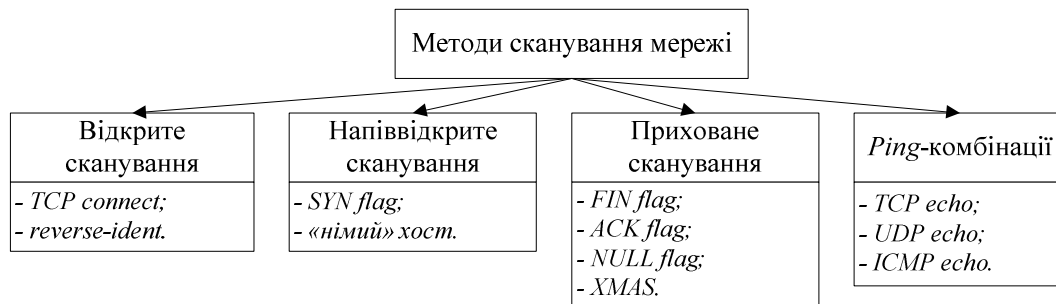 Методи сканування мережі
Відкрите
сканування
- TCP connect;
- reverse-ident.
Напіввідкрите
сканування
- SYN flag;
- «німий» хост.
Приховане
сканування
- FIN flag;
- ACK flag;
- NULL flag;
- XMAS.
Ping-комбінації
- TCP echo;
- UDP echo;
- ICMP echo.